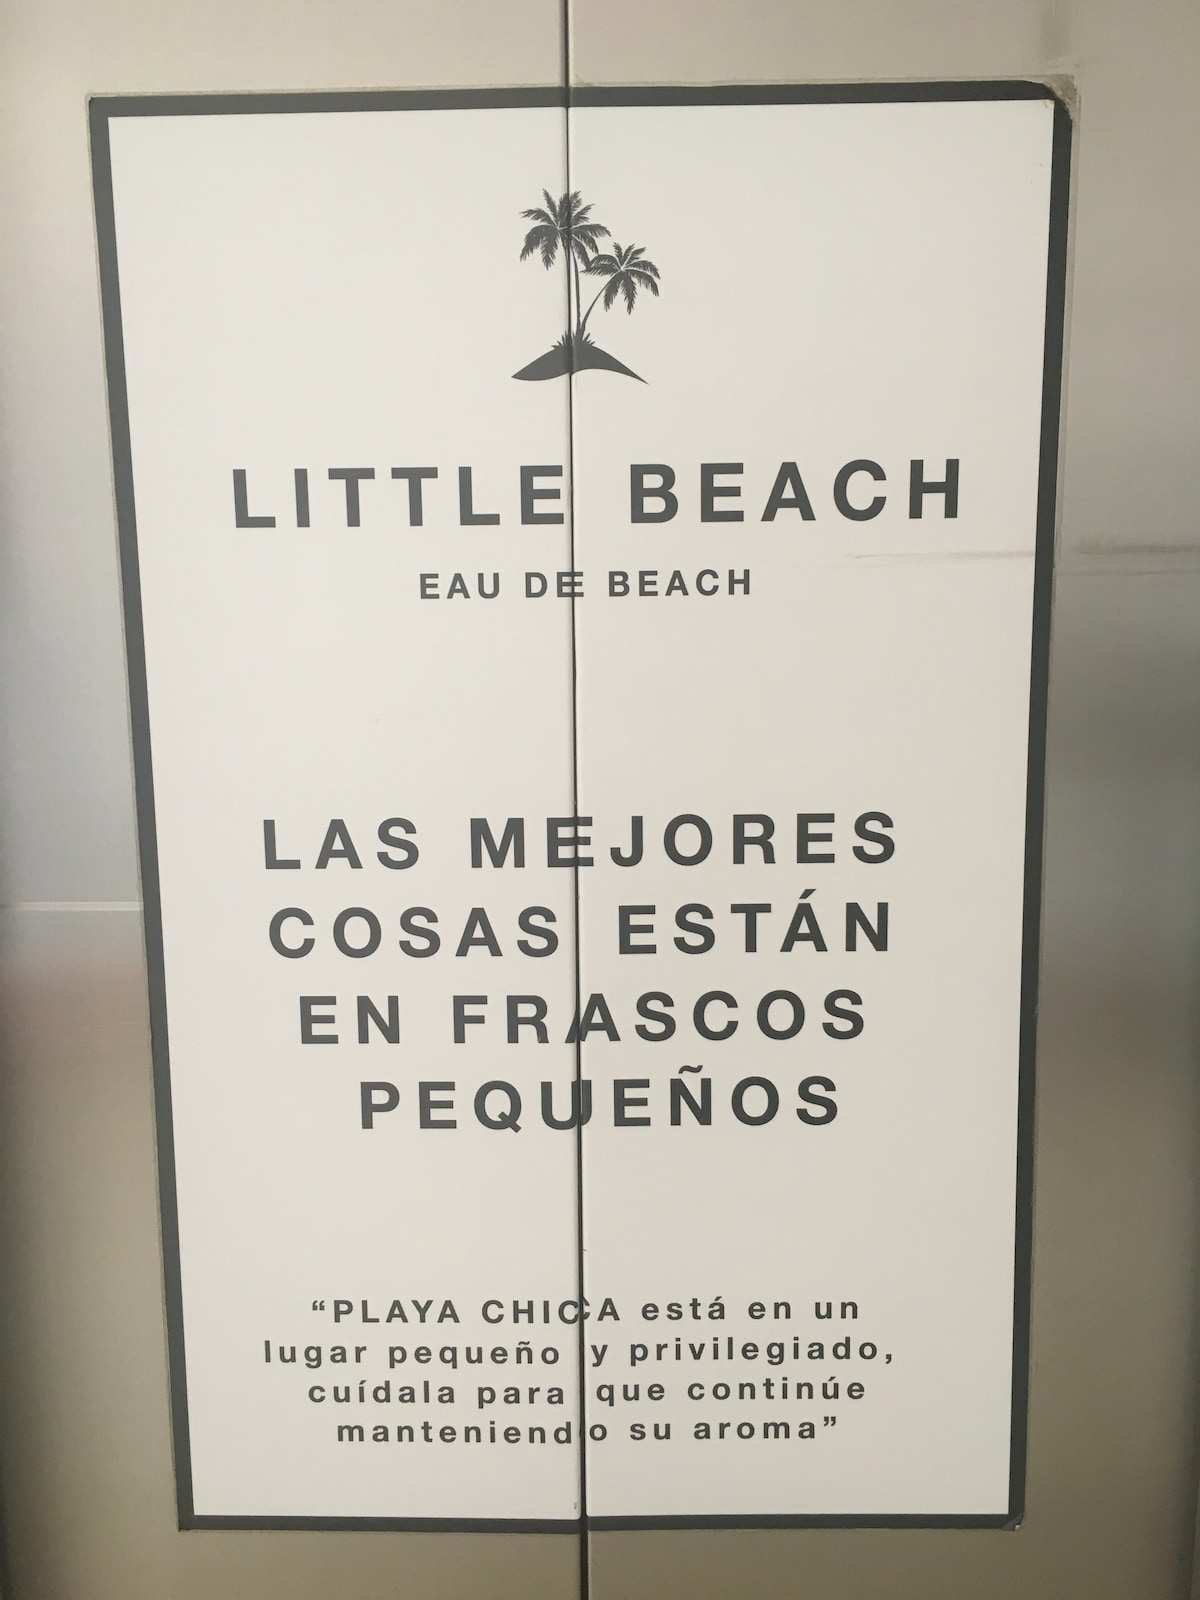 LITTLE BEACH
EAU DE BEACH
LAS MEJORES
COSAS ESTÁN
EN FRASCOS
PEQUEÑOS
“PLAYA CHICA está en un
lugar pequeño y privilegiado,
cuídala para que continúe
manteniendo su aroma”